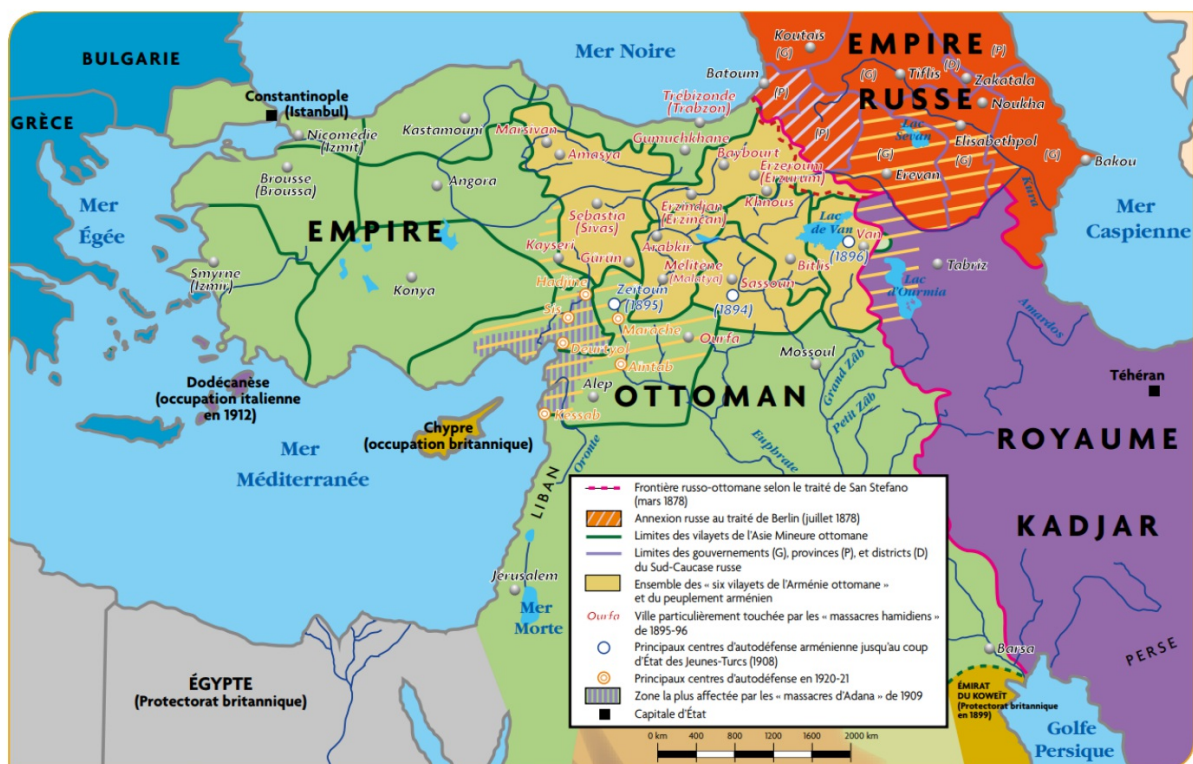 BULGARIE
GRÈCE
Constantinople
(Istanbul)
Nicomédie
(Izmit)
Brousse
(Broussa)
Kastamouni
Angora
Mer
Égée
Smyrne
(Izmir)
Konya
EMPIRE
OTTOMAN
Mer Noire
Marsivan
Amasya
Trébizonde
(Trabzon)
Gumuchkhane
Baybourt
Erzeroum
(Erzurum)
Khnous
Erzindjan
(Erzinçan)
Sébastia
(Sivas)
Kayseri
Gürün
Arabkir
Mélitène
(Malatya)
Sassoun
(1894)
Bitlis
Lac
de Van
Van
(1896)
Hadjine
Zeïtoun
(1895)
Sis
Marache
Deurtyol
Aïntab
Ourfa
Alep
Késsab
Mossoul
Grand Zâb
Petit Zâb
Euphrate
Oronte
LIBAN
Jérusalem
Mer
Morte
Dodécanèse
(occupation italienne
en 1912)
Chypre
(occupation britannique)
Mer
Méditerranée
ÉGYPTE
(Protectorat britannique)
EMPIRE
RUSSE
Koutaïs
(G)
Batoum
(P)
(G)
Tiflis
(D)
(P)
Zakatala
Noukha
Lac
Sevan
Elisabethpol
(P)
(G)
(G)
(G)
Erevan
Bakou
Kura
Mer
Caspienne
Tabriz
Lac
d'Ourmia
Amardos
Téhéran
ROYAUME
KADJAR
PERSE
Barsa
ÉMIRAT
DU KOWEÏT
(Protectorat britannique
en 1899)
Golfe
Persique
Frontière russo-ottomane selon le traité de San Stefano
(mars 1878)
Annexion russe au traité de Berlin (juillet 1878)
Limites des vilayets de l'Asie Mineure ottomane
Limites des gouvernements (G), provinces (P), et districts (D)
du Sud-Caucase russe
Ensemble des « six vilayets de l'Arménie ottomane »
et du peuplement arménien
Ourfa
Ville particulièrement touchée par les « massacres hamidiens »
de 1895-96
Principaux centres d'autodéfense arménienne jusqu'au coup
d'État des Jeunes-Turcs (1908)
Principaux centres d'autodéfense en 1920-21
Zone la plus affectée par les « massacres d'Adana » de 1909
Capitale d'État
0 km 400 800 1200 1600 2000 km